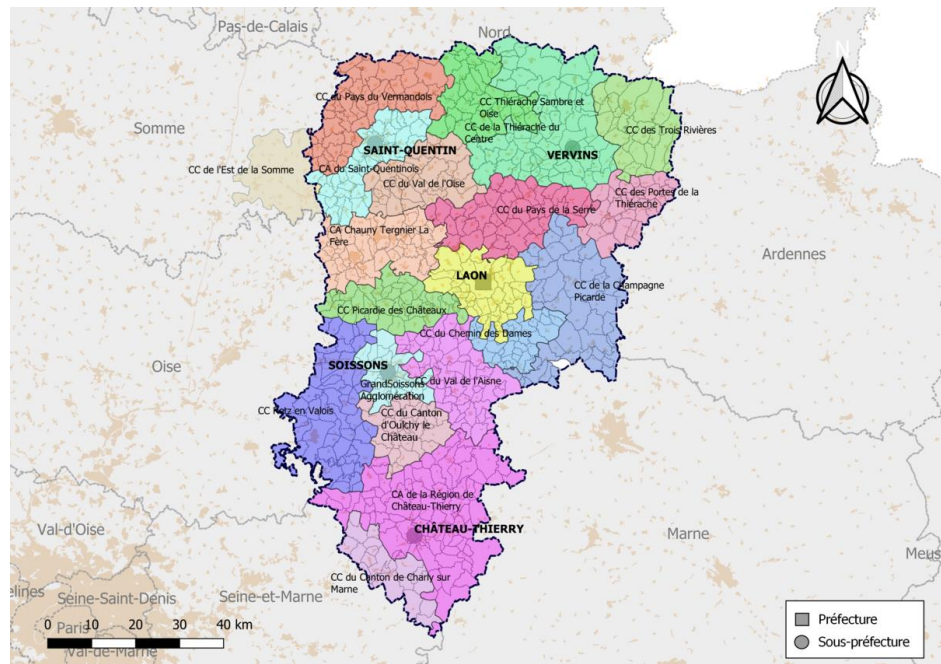 Pas-de-Calais
Nord
N
CC du Pays du Vermandois
CC Thiérache Sambre et
Oise
Somme
CC de la Thiérache du
Centre
CC des Trois Rivières
SAINT-QUENTIN
VERVINS
CC de l'Est de la Somme
CA du Saint-Quentinois
CC du Val de l'Oise
CC des Portes de la
Thiérache
CC du Pays de la Serre
CA Chauny Tergnier La
Fère
Ardennes
LAON
CC de la Champagne
Picarde
CC Picardie des Châteaux
CC du Chemin des Dames
Oise
SOISSONS
CC du Val de l'Aisne
GrandSoissons
Agglomération
CC Retz en Valois
CC du Canton
d'Oulchy le
Château
CA de la Région de
Château-Thierry
Val-d'Oise
CHÂTEAU-THIERRY
Marne
Meus
CC du Canton de Charly sur
Marne
elines
Seine-Saint-Denis
Seine-et-Marne
0 10 20 30 40 km
Paris
Val-de-Marne
Préfecture
Sous-préfecture